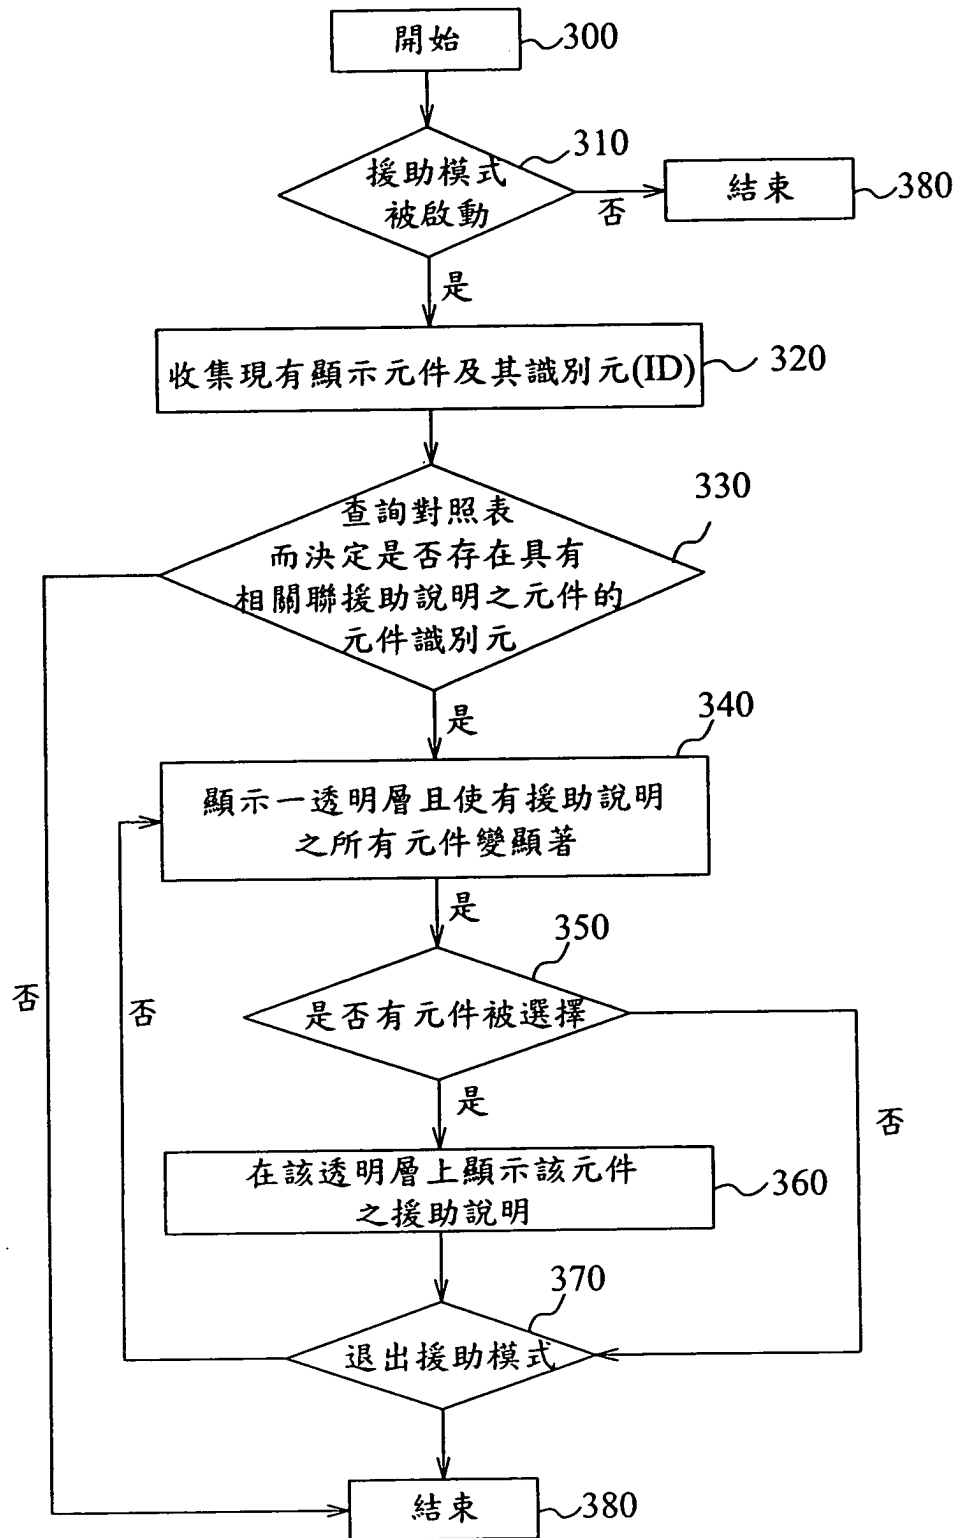 開始
300
310
援助模式
被啟動
否
結束
380
是
收集現有顯示元件及其識別元(ID)
320
330
查詢對照表
而決定是否存在具有
相關聯援助說明之元件的
元件識別元
是
340
顯示一透明層且使有援助說明
之所有元件變顯著
是
350
否
否
是否有元件被選擇
是
否
在該透明層上顯示該元件
之援助說明
360
370
退出援助模式
結束
380